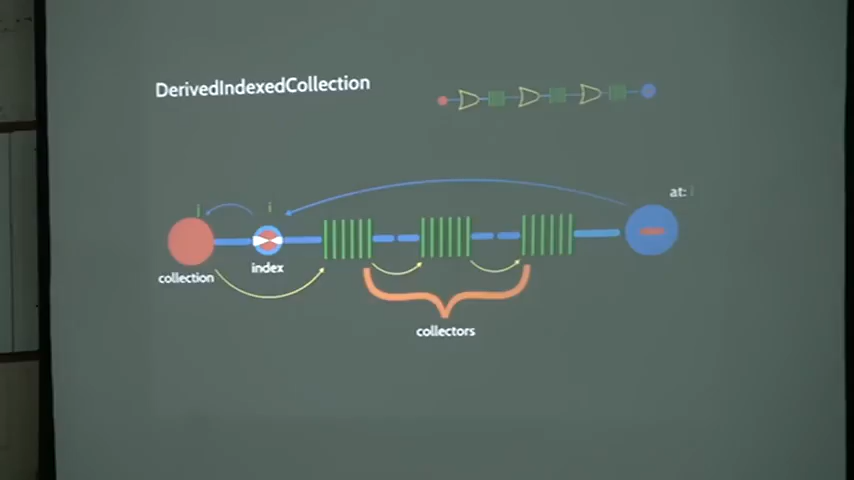 DerivedIndexedCollection
at: i
i
i
index
collection
collectors